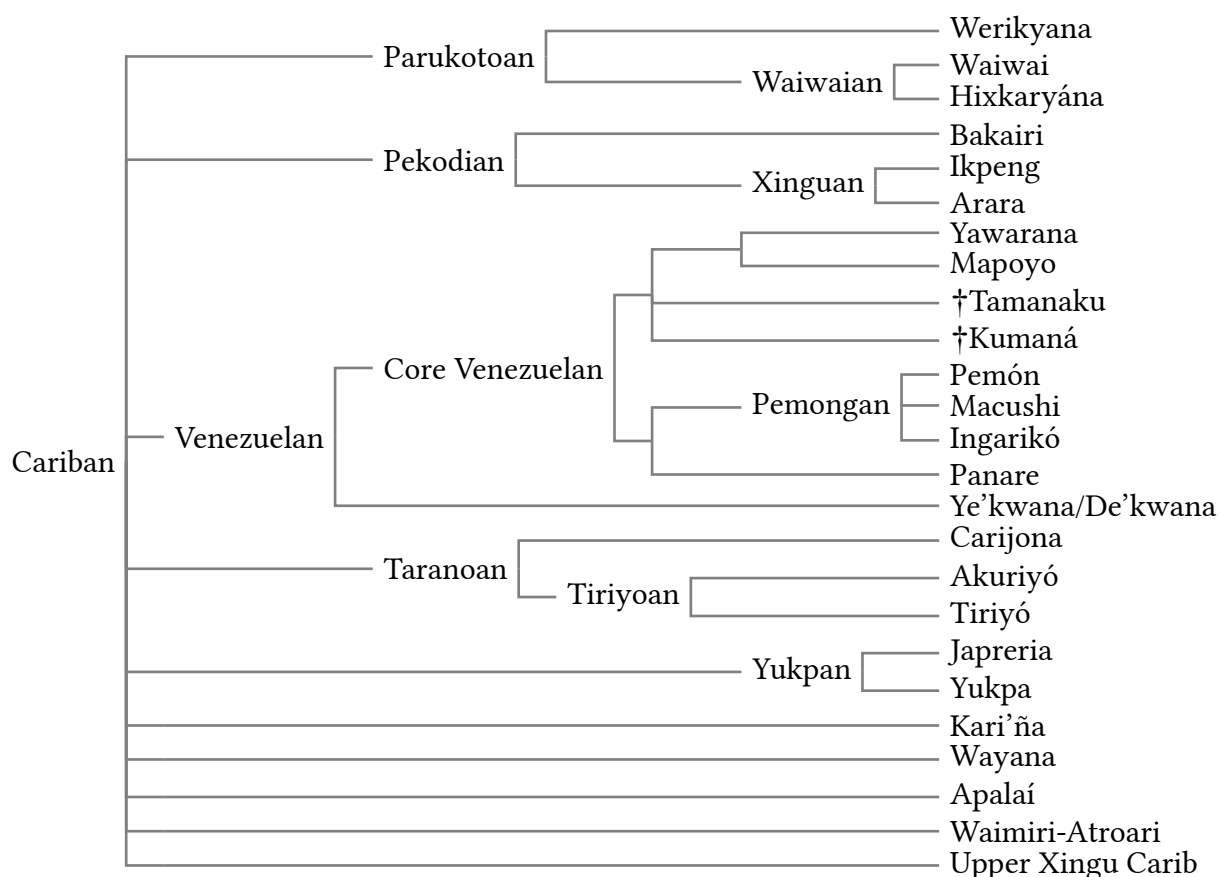 Werikyana
Parukotoan
Waiwai
Waiwaian
Hixkaryána
Bakairi
Pekodian
Ikpeng
Xinguan
Arara
Yawarana
Mapoyo
†Tamanaku
†Kumaná
Core Venezuelan
Pemón
Pemongan
Macushi
Ingarikó
Venezuelan
Cariban
Panare
Ye’kwana/De’kwana
Carijona
Taranoan
Akuriyó
Tiriyoan
Tiriyó
Japreria
Yukpan
Yukpa
Kari’ña
Wayana
Apalaí
Waimiri-Atroari
Upper Xingu Carib